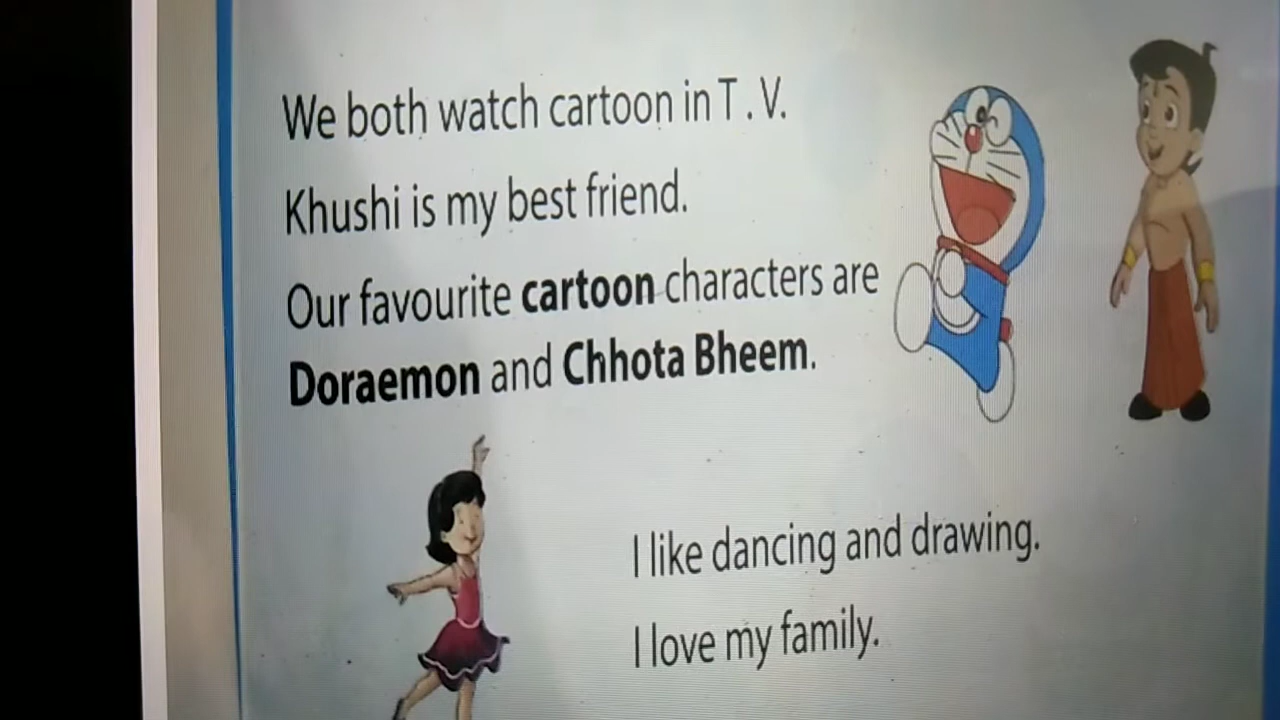 We both watch cartoon in T . V.
Khushi is my best friend.
Our favourite cartoon characters are
Doraemon and Chhota Bheem.
I like dancing and drawing.
I love my family.